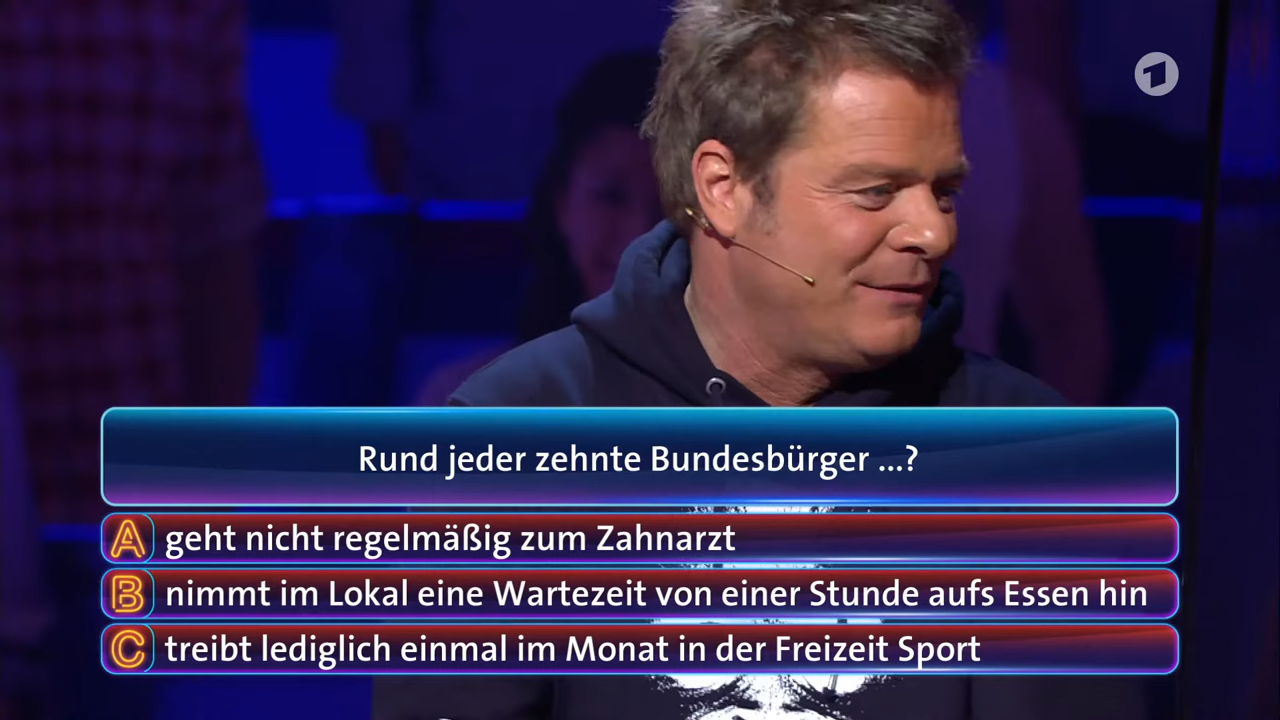 1
Rund jeder zehnte Bundesbürger ...?
A geht nicht regelmäßig zum Zahnarzt
B nimmt im Lokal eine Wartezeit von einer Stunde aufs Essen hin
C treibt lediglich einmal im Monat in der Freizeit Sport